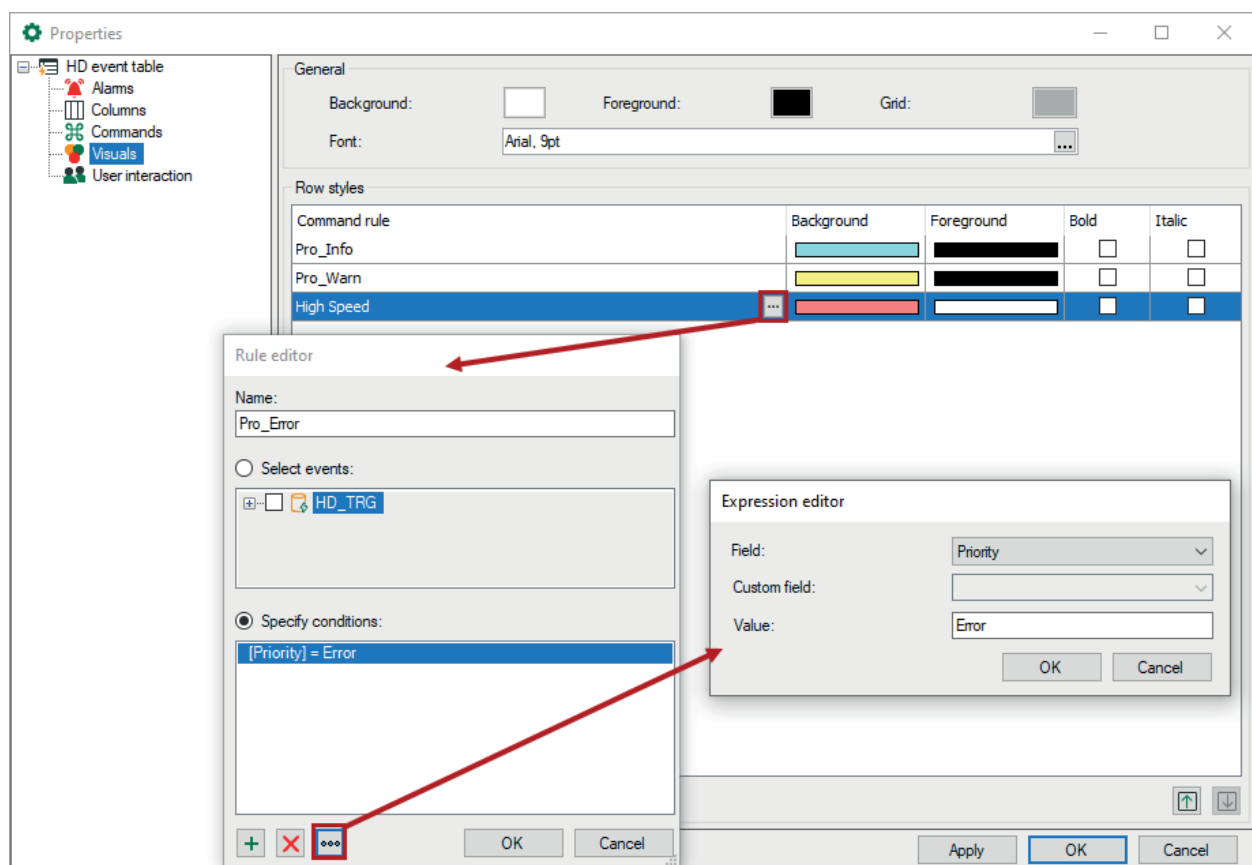 Properties
HD event table
Alarms
Columns
Commands
Visuals
User interaction
General
Background: Foreground: Grid:
Font: Arial, 9pt ...
Row styles
Command rule Background Foreground Bold Italic
Pro_Info
Pro_Warn
High Speed ...
Rule editor
Name:
Pro_Error
Select events:
HD_TRG
Specify conditions:
[Priority] = Error
OK Cancel
Expression editor
Field: Priority
Custom field:
Value: Error
OK Cancel
Apply OK Cancel